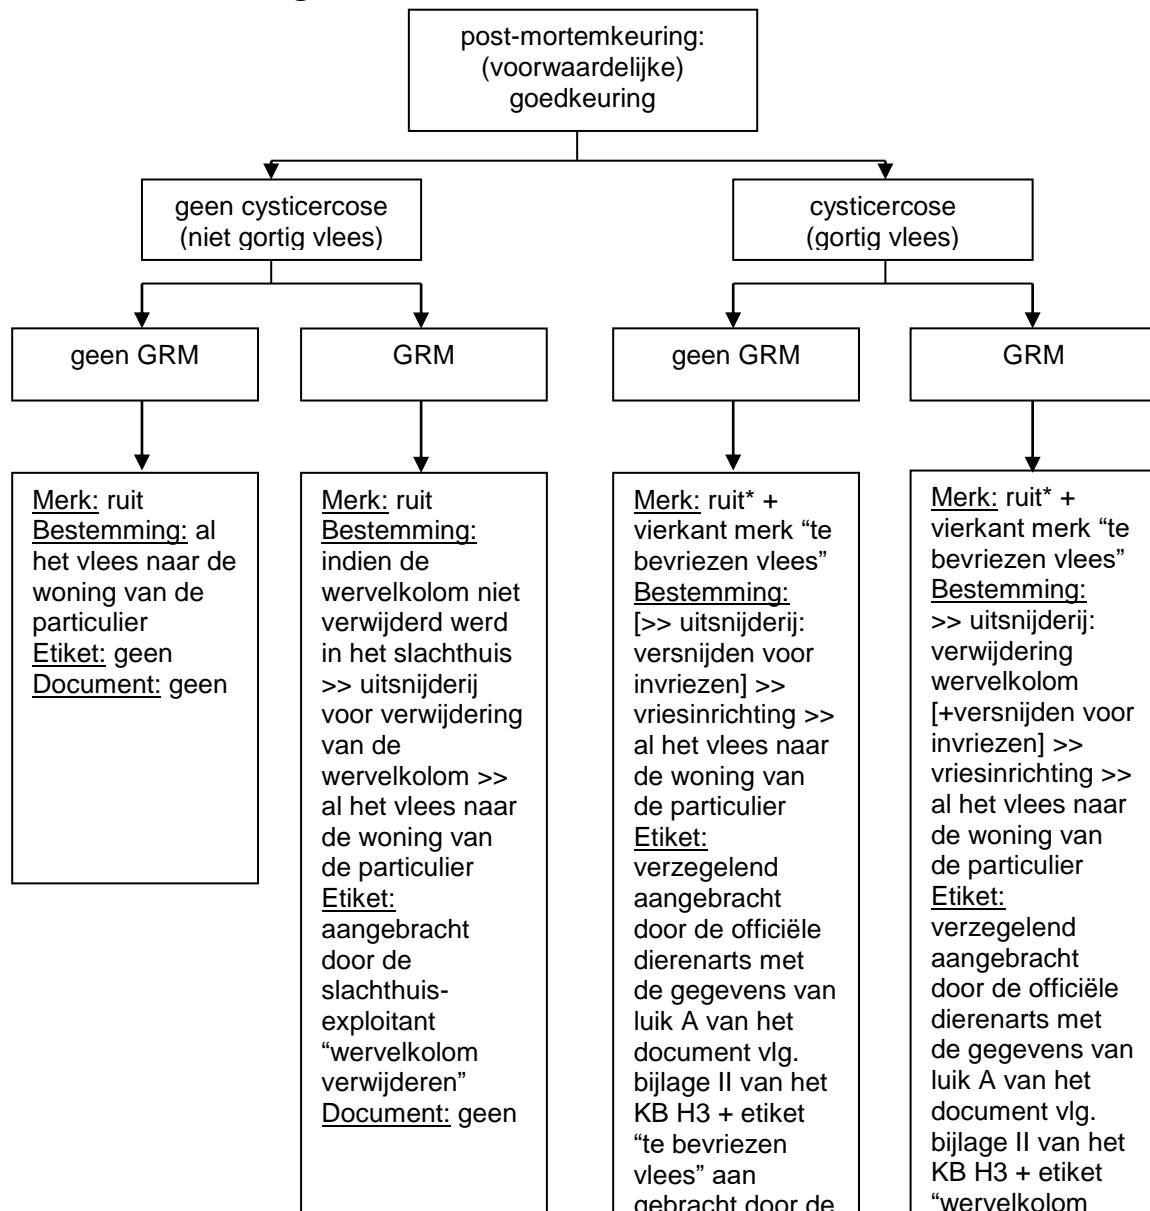 post-mortemkeuring:
(voorwaardelijke)
goedkeuring
geen cysticercose
(niet gortig vlees)
cysticercose
(gortig vlees)
geen GRM
GRM
geen GRM
GRM
Merk: ruit
Bestemming: al
het vlees naar de
woning van de
particulier
Etiket: geen
Document: geen
Merk: ruit
Bestemming:
indien de
wervelkolom niet
verwijderd werd
in het slachthuis
>> uitsnijderij
voor verwijdering
van de
wervelkolom >>
al het vlees naar
de woning van
de particulier
Etiket:
aangebracht
door de
slachthuis-
exploitant
“wervelkolom
verwijderen”
Document: geen
Merk: ruit* +
vierkant merk “te
bevriezen vlees”
Bestemming:
[>> uitsnijderij:
versnijden voor
invriezen] >>
vriesinrichting >>
al het vlees naar
de woning van
de particulier
Etiket:
verzegelend
aangebracht
door de officiële
dierenarts met
de gegevens van
luik A van het
document vlg.
bijlage II van het
KB H3 + etiket
“te bevriezen
vlees” aan
gebracht door de
Merk: ruit* +
vierkant merk “te
bevriezen vlees”
Bestemming:
>> uitsnijderij:
verwijdering
wervelkolom
[+versnijden voor
invriezen] >>
vriesinrichting >>
al het vlees naar
de woning van
de particulier
Etiket:
verzegelend
aangebracht
door de officiële
dierenarts met
de gegevens van
luik A van het
document vlg.
bijlage II van het
KB H3 + etiket
“wervelkolom